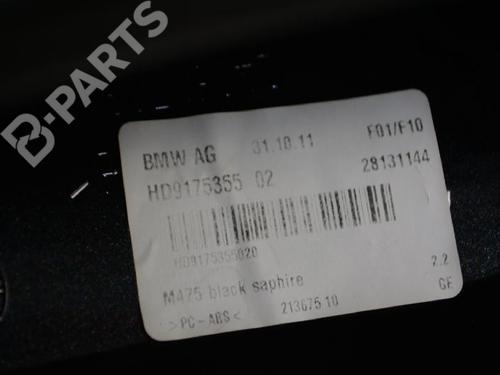 B-PARTS
BMW AG 31.10.11 F01/F10
HD9175355 02 28131144
HD9175355020
M475 black saphire 2.2
>PC-ABS< 213675 10 GE